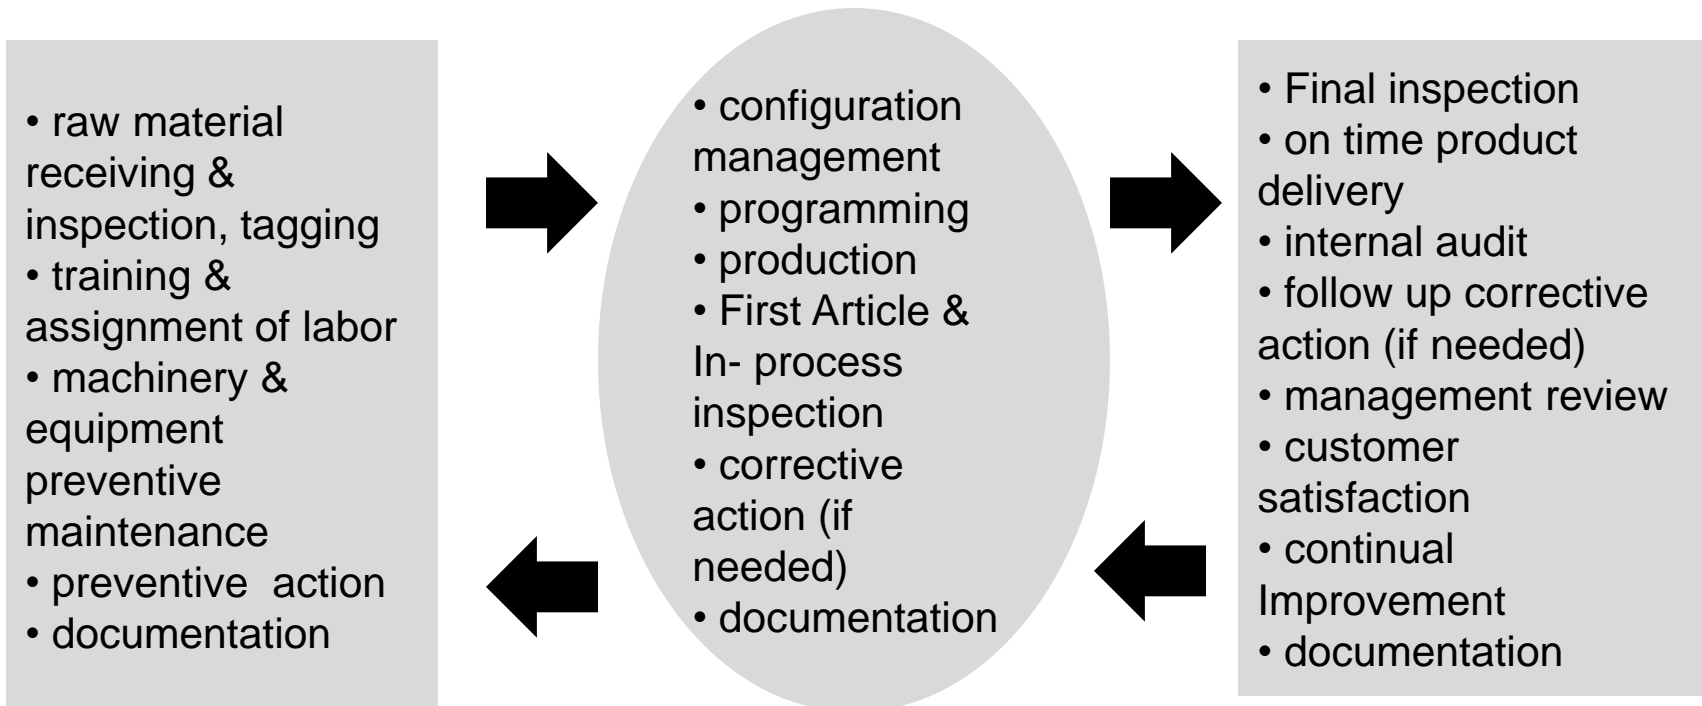 • raw material
receiving &
inspection, tagging
• training &
assignment of labor
• machinery &
equipment
preventive
maintenance
• preventive  action
• documentation
• configuration
management
• programming
• production
• First Article &
In- process
inspection
• corrective
action (if
needed)
• documentation
• Final inspection
• on time product
delivery
• internal audit
• follow up corrective
action (if needed)
• management review
• customer
satisfaction
• continual
Improvement
• documentation